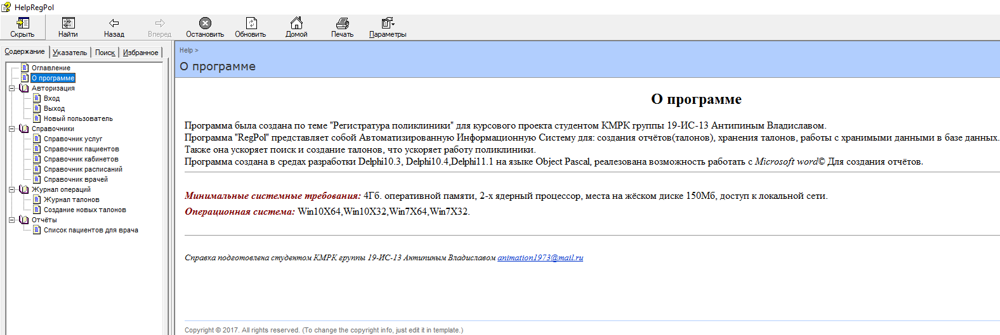 HelpRegPol
Скрыть
Найти
Назад
Вперед
Остановить
Обновить
Домой
Печать
Параметры
Содержание
Указатель
Поиск
Избранное
Оглавление
О программе
Авторизация
Вход
Выход
Новый пользователь
Справочники
Справочник услуг
Справочник пациентов
Справочник кабинетов
Справочник расписаний
Справочник врачей
Журнал операций
Журнал талонов
Создание новых талонов
Отчёты
Список пациентов для врача
Help >
О программе
О программе
Программа была создана по теме "Регистратура поликлиники" для курсового проекта студентом КМРК группы 19-ИС-13 Антипиным Владиславом.
Программа "RegPol" представляет собой Автоматизированную Информационную Систему для: создания отчётов(талонов), хранения талонов, работы с хранимыми данными в базе данных.
Также она ускоряет поиск и создание талонов, что ускоряет работу поликлиники.
Программа создана в средах разработки Delphi10.3, Delphi10.4,Delphi11.1 на языке Object Pascal, реалезована возможность работать с Microsoft word© Для создания отчётов.
Минимальные системные требования: 4Гб. оперативной памяти, 2-х ядерный процессор, места на жёском диске 150Мб, доступ к локальной сети.
Операционная система: Win10X64,Win10X32,Win7X64,Win7X32.
Справка подготовлена студентом КМРК группы 19-ИС-13 Антипиным Владиславом animation1973@mail.ru
Copyright © 2017. All rights reserved. (To change the copyright info, just edit it in template.)